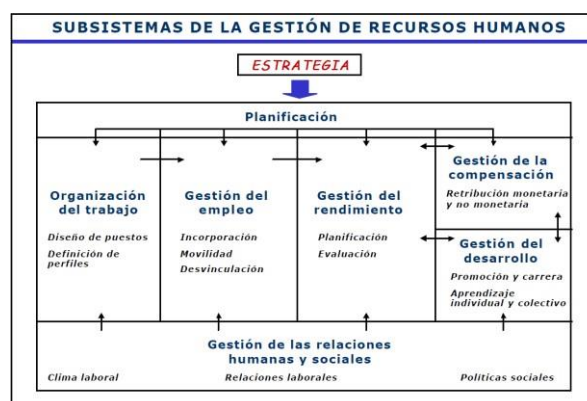 SUBSISTEMAS DE LA GESTIÓN DE RECURSOS HUMANOS
ESTRATEGIA
Planificación
Organización
del trabajo
Diseño de puestos
Definición de
perfiles
Gestión del
empleo
Incorporación
Movilidad
Desvinculación
Gestión del
rendimiento
Planificación
Evaluación
Gestión de la
compensación
Retribución monetaria
y no monetaria
Gestión del
desarrollo
Promoción y carrera
Aprendizaje
individual y colectivo
Gestión de las relaciones
humanas y sociales
Clima laboral
Relaciones laborales
Políticas sociales